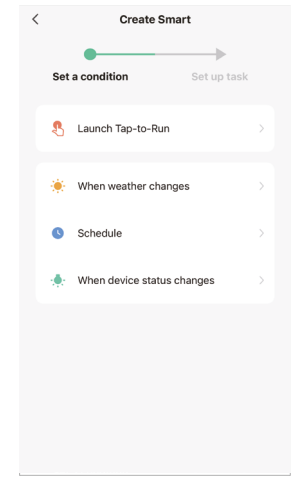 Create Smart
Set a condition
Set up task
Launch Tap-to-Run
When weather changes
Schedule
When device status changes